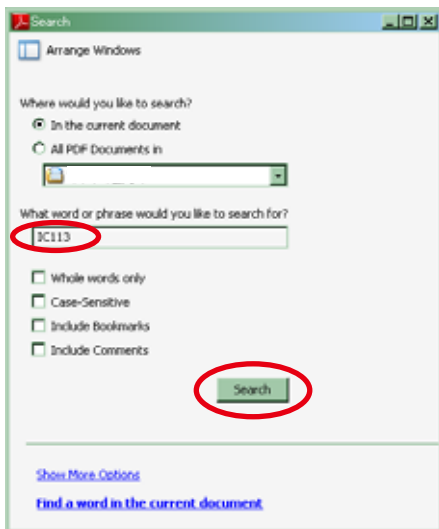 Search
Arrange Windows
Where would you like to search?
In the current document
All PDF Documents in
What word or phrase would you like to search for?
IC113
Whole words only
Case-Sensitive
Include Bookmarks
Include Comments
Search
Show More Options
Find a word in the current document